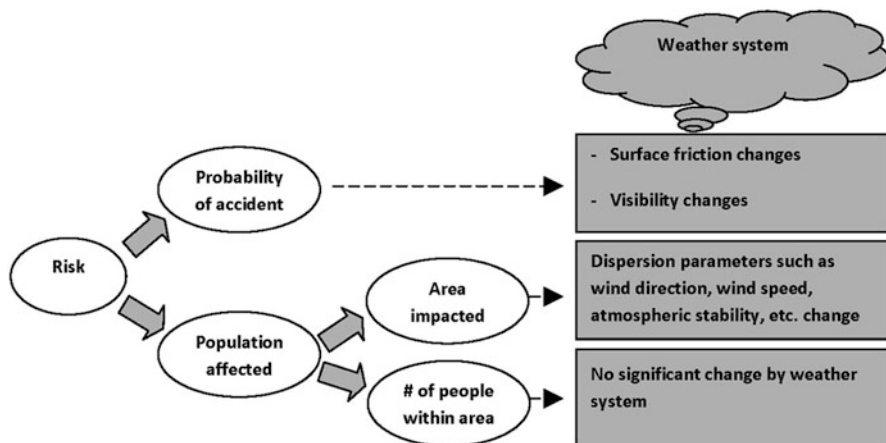 Weather system
- Surface friction changes
- Visibility changes
Probability
of accident
Risk
Dispersion parameters such as
wind direction, wind speed,
atmospheric stability, etc. change
Area
impacted
Population
affected
No significant change by weather
system
# of people
within area